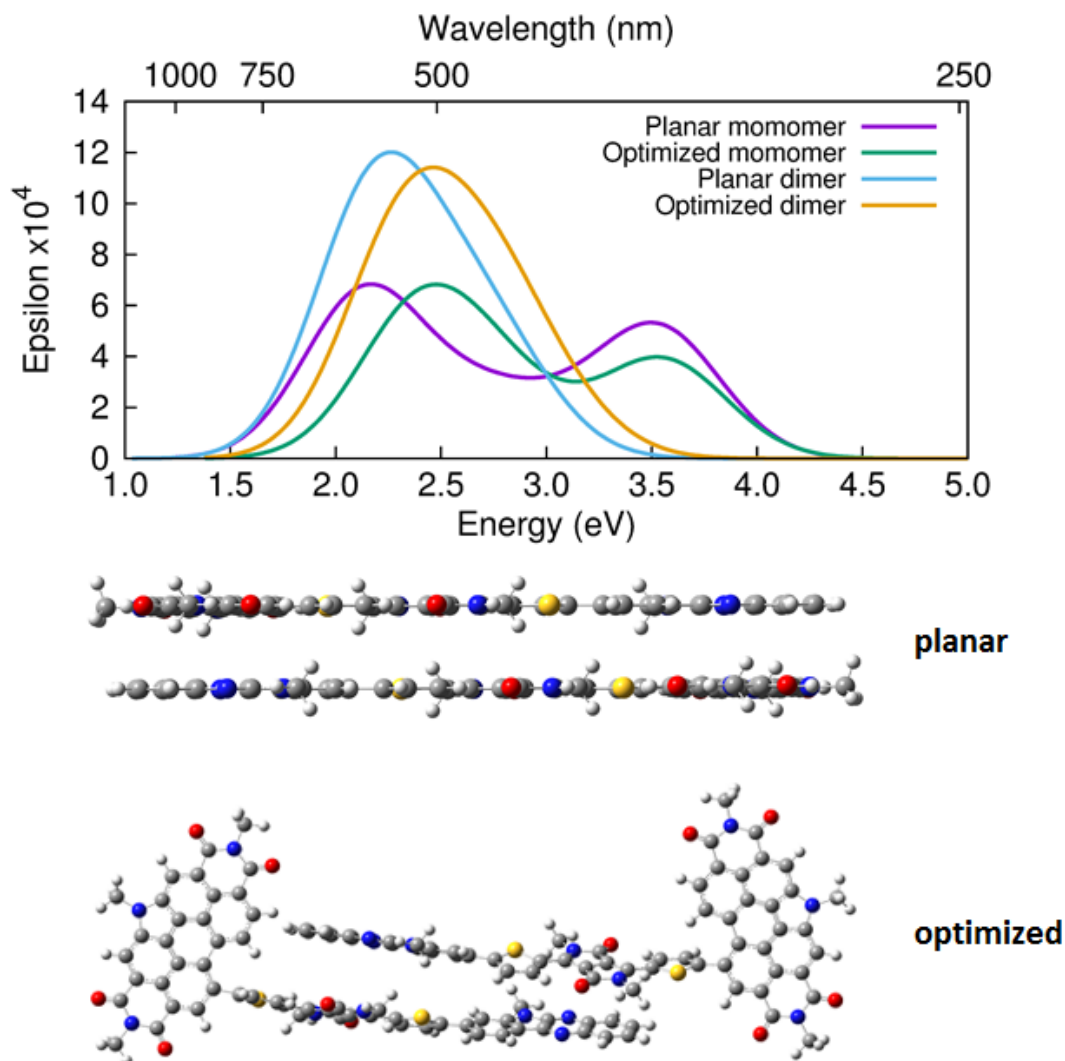 Wavelength (nm)
1000 750 500 250
14
12
10
8
6
4
2
0
Epsilon x10⁴
Planar momomer
Optimized momomer
Planar dimer
Optimized dimer
1.0 1.5 2.0 2.5 3.0 3.5 4.0 4.5 5.0
Energy (eV)
planar
optimized